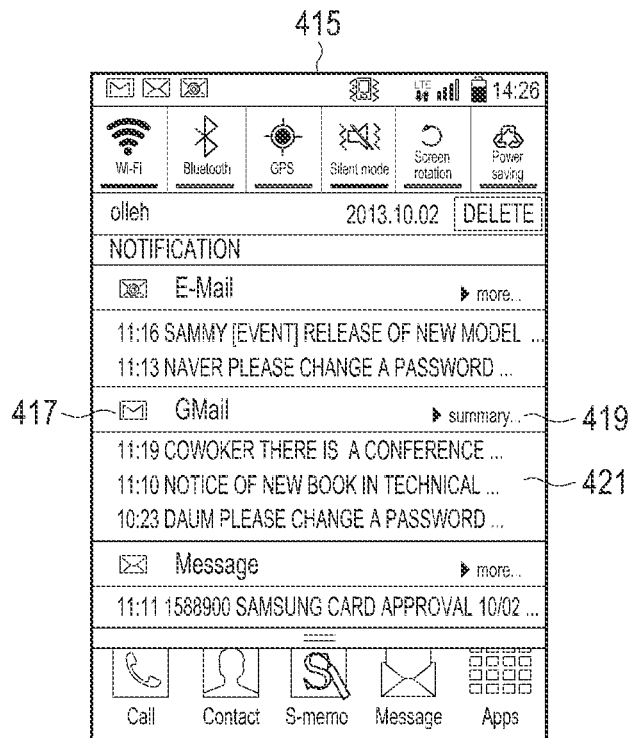 415
LTE 14:26
Wi-Fi Bluetooth GPS Silent mode Screen rotation Power saving
olleh 2013.10.02 DELETE
NOTIFICATION
E-Mail more...
11:16 SAMMY [EVENT] RELEASE OF NEW MODEL ...
11:13 NAVER PLEASE CHANGE A PASSWORD ...
417 GMail summary... 419
11:19 COWOKER THERE IS A CONFERENCE ...
11:10 NOTICE OF NEW BOOK IN TECHNICAL ... 421
10:23 DAUM PLEASE CHANGE A PASSWORD ...
Message more...
11:11 1588900 SAMSUNG CARD APPROVAL 10/02 ...
Call Contact S-memo Message Apps